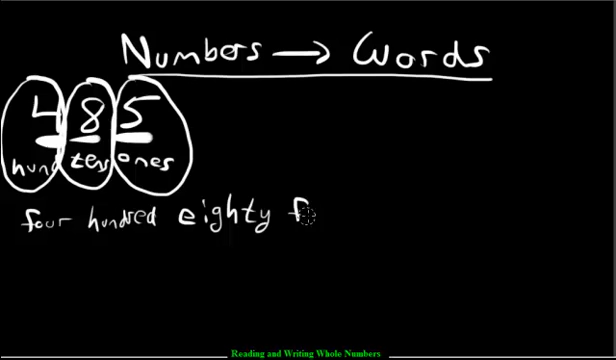 Numbers → Words
4 8 5
hund tens ones
four hundred eighty f
Reading and Writing Whole Numbers